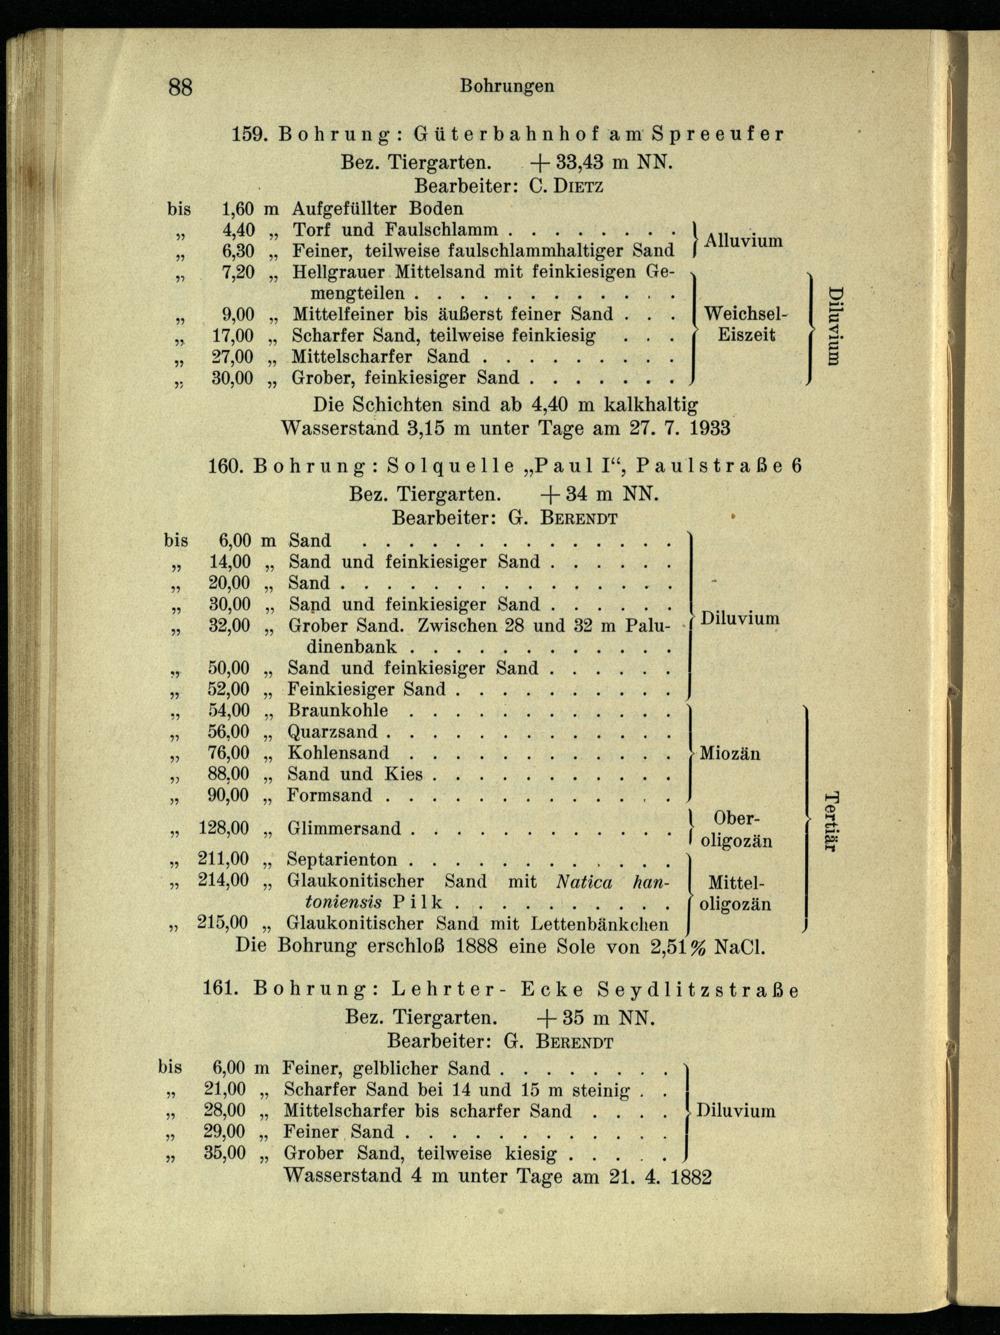 88 Bohrungen
159. Bohrung: Güterbahnhof am Spreeufer
Bez. Tiergarten. + 33,43 m NN.
Bearbeiter: C. DIETZ
bis 1,60 m Aufgefüllter Boden
„ 4,40 „ Torf und Faulschlamm . . . . . . . .
„ 6,30 „ Feiner, teilweise faulschlammhaltiger Sand
Alluvium
„ 7,20 „ Hellgrauer Mittelsand mit feinkiesigen Ge-
mengteilen . . . . . . . . . . . .
„ 9,00 „ Mittelfeiner bis äußerst feiner Sand . . .
„ 17,00 „ Scharfer Sand, teilweise feinkiesig . . .
„ 27,00 „ Mittelscharfer Sand . . . . . . . . .
„ 30,00 „ Grober, feinkiesiger Sand . . . . . . .
Weichsel-
Eiszeit
Diluvium
Die Schichten sind ab 4,40 m kalkhaltig
Wasserstand 3,15 m unter Tage am 27. 7. 1933
160. Bohrung: Solquelle „Paul I“, Paulstraße 6
Bez. Tiergarten. + 34 m NN.
Bearbeiter: G. BERENDT
bis 6,00 m Sand . . . . . . . . . . . . . .
„ 14,00 „ Sand und feinkiesiger Sand . . . . . .
„ 20,00 „ Sand . . . . . . . . . . . . . . .
„ 30,00 „ Sand und feinkiesiger Sand . . . . . .
„ 32,00 „ Grober Sand. Zwischen 28 und 32 m Palu-
dinenbank . . . . . . . . . . . .
„ 50,00 „ Sand und feinkiesiger Sand . . . . . .
„ 52,00 „ Feinkiesiger Sand . . . . . . . . . .
Diluvium
„ 54,00 „ Braunkohle . . . . . . . . . . . .
„ 56,00 „ Quarzsand . . . . . . . . . . . . .
„ 76,00 „ Kohlensand . . . . . . . . . . . .
„ 88,00 „ Sand und Kies . . . . . . . . . . .
„ 90,00 „ Formsand . . . . . . . . . . . . .
Miozän
„ 128,00 „ Glimmersand . . . . . . . . . . . .
Ober-
oligozän
„ 211,00 „ Septarienton . . . . . . . . . . . .
„ 214,00 „ Glaukonitischer Sand mit Natica han-
toniensis Pilk . . . . . . . . . .
„ 215,00 „ Glaukonitischer Sand mit Lettenbänkchen
Mittel-
oligozän
Tertiär
Die Bohrung erschloß 1888 eine Sole von 2,51% NaCl.
161. Bohrung: Lehrter- Ecke Seydlitzstraße
Bez. Tiergarten. + 35 m NN.
Bearbeiter: G. BERENDT
bis 6,00 m Feiner, gelblicher Sand . . . . . . . .
„ 21,00 „ Scharfer Sand bei 14 und 15 m steinig . .
„ 28,00 „ Mittelscharfer bis scharfer Sand . . . .
„ 29,00 „ Feiner Sand . . . . . . . . . . . .
„ 35,00 „ Grober Sand, teilweise kiesig . . . . .
Diluvium
Wasserstand 4 m unter Tage am 21. 4. 1882